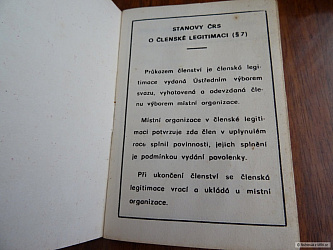 STANOVY ČRS
O ČLENSKÉ LEGITIMACI (§ 7)
Průkazem členství je členská legi-
timace vydaná Ústředním výborem
svazu, vyhotovená a odevzdaná čle-
nu výborem místní organizace.
Místní organizace v členské legiti-
maci potvrzuje zda člen v uplynulém
roce splnil povinnosti, jejich splnění
je podmínkou vydání povolenky.
Při ukončení členství se členská
legitimace vrací a ukládá u místní
organizace.